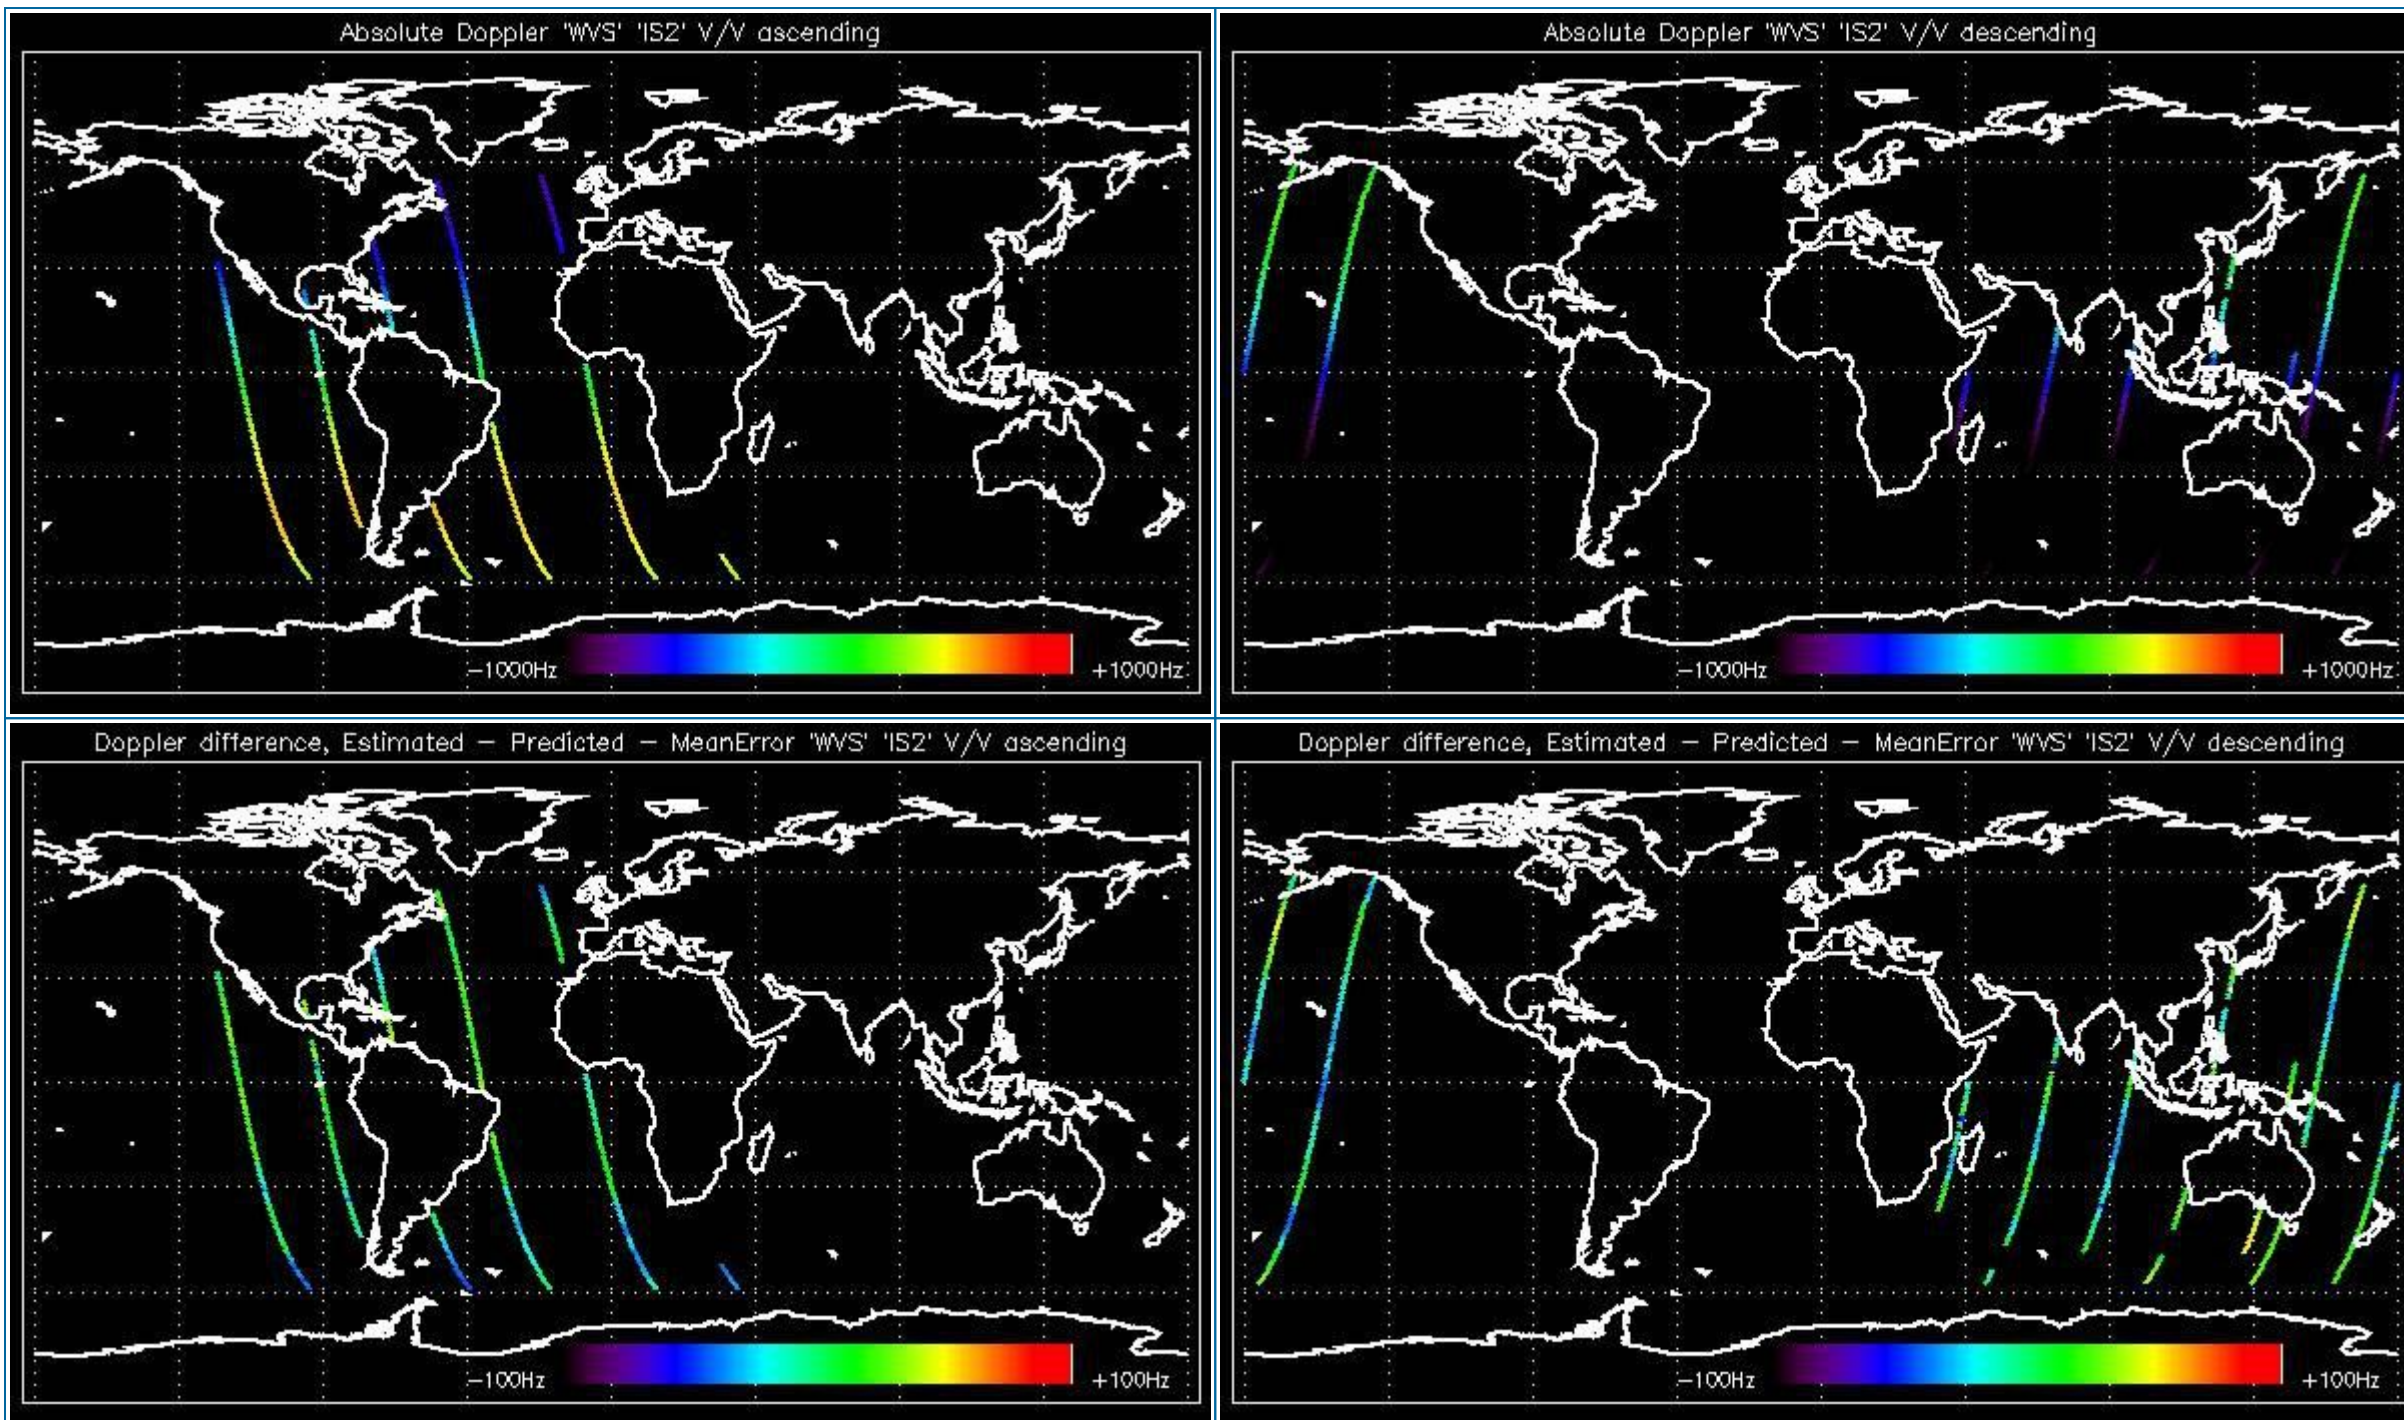 Absolute Doppler 'WVS' 'IS2' V/V ascending
−1000Hz
+1000Hz
Absolute Doppler 'WVS' 'IS2' V/V descending
−1000Hz
+1000Hz
Doppler difference, Estimated − Predicted − MeanError 'WVS' 'IS2' V/V ascending
−100Hz
+100Hz
Doppler difference, Estimated − Predicted − MeanError 'WVS' 'IS2' V/V descending
−100Hz
+100Hz